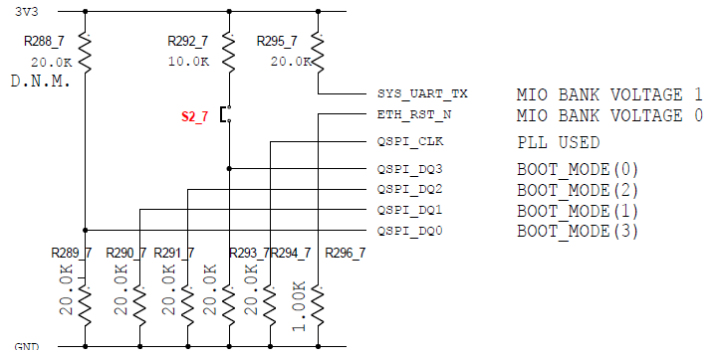 3V3
R288_7 R292_7 R295_7
20.0K 10.0K 20.0K
D.N.M.
S2_7
SYS_UART_TX MIO BANK VOLTAGE 1
ETH_RST_N MIO BANK VOLTAGE 0
QSPI_CLK PLL USED
QSPI_DQ3 BOOT_MODE(0)
QSPI_DQ2 BOOT_MODE(2)
QSPI_DQ1 BOOT_MODE(1)
QSPI_DQ0 BOOT_MODE(3)
R289_7 R290_7 R291_7 R293_7 R294_7 R296_7
20.0K 20.0K 20.0K 20.0K 20.0K 1.00K
GND